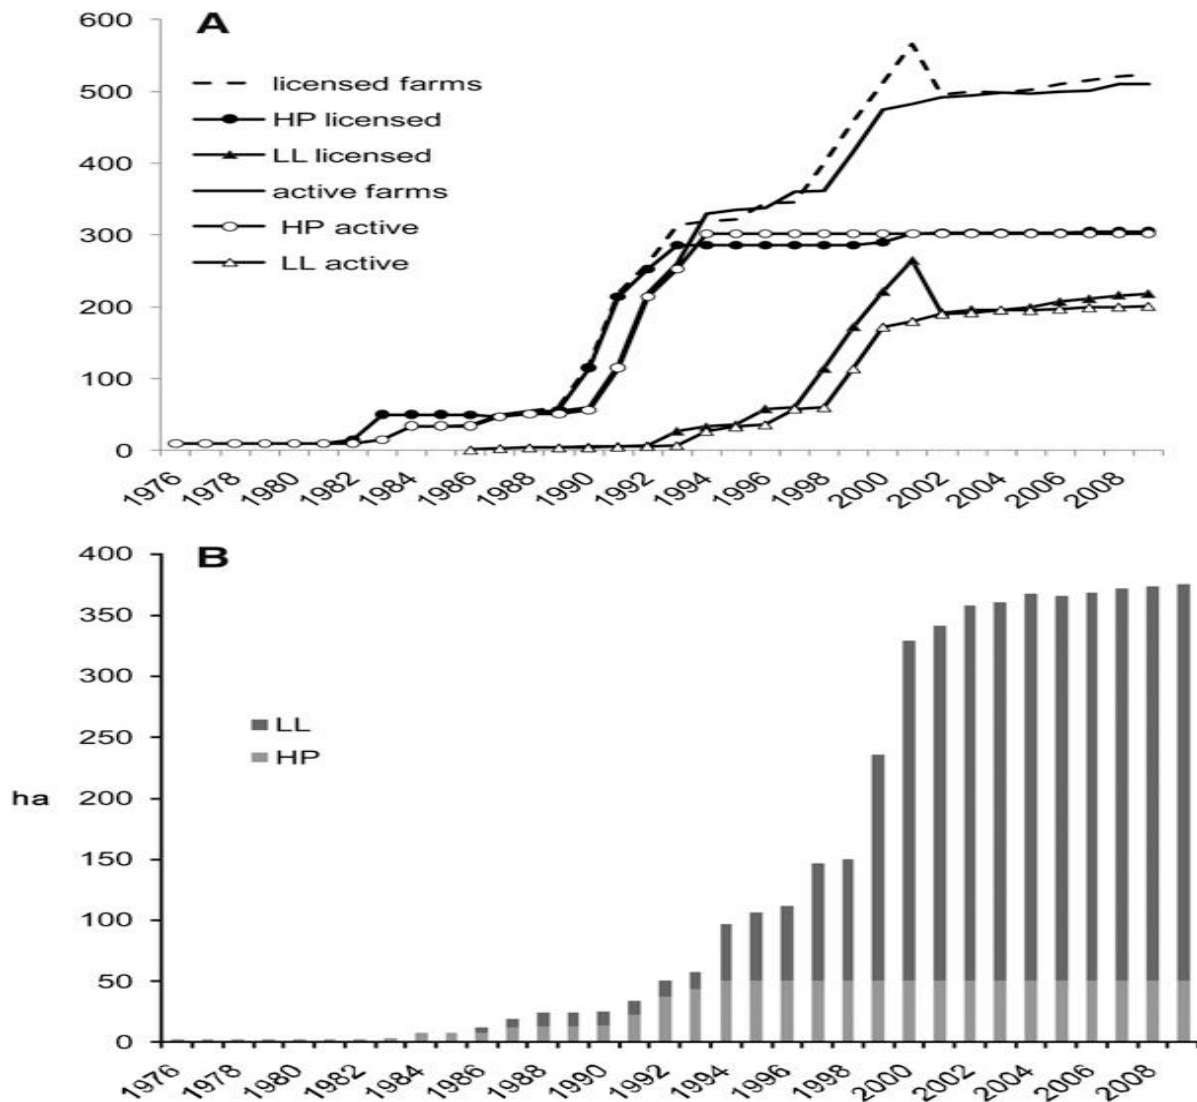 A
600
500
400
300
200
100
0
licensed farms
HP licensed
LL licensed
active farms
HP active
LL active
1976 1978 1980 1982 1984 1986 1988 1990 1992 1994 1996 1998 2000 2002 2004 2006 2008
B
400
350
300
250
200
150
100
50
0
ha
LL
HP
1976 1978 1980 1982 1984 1986 1988 1990 1992 1994 1996 1998 2000 2002 2004 2006 2008